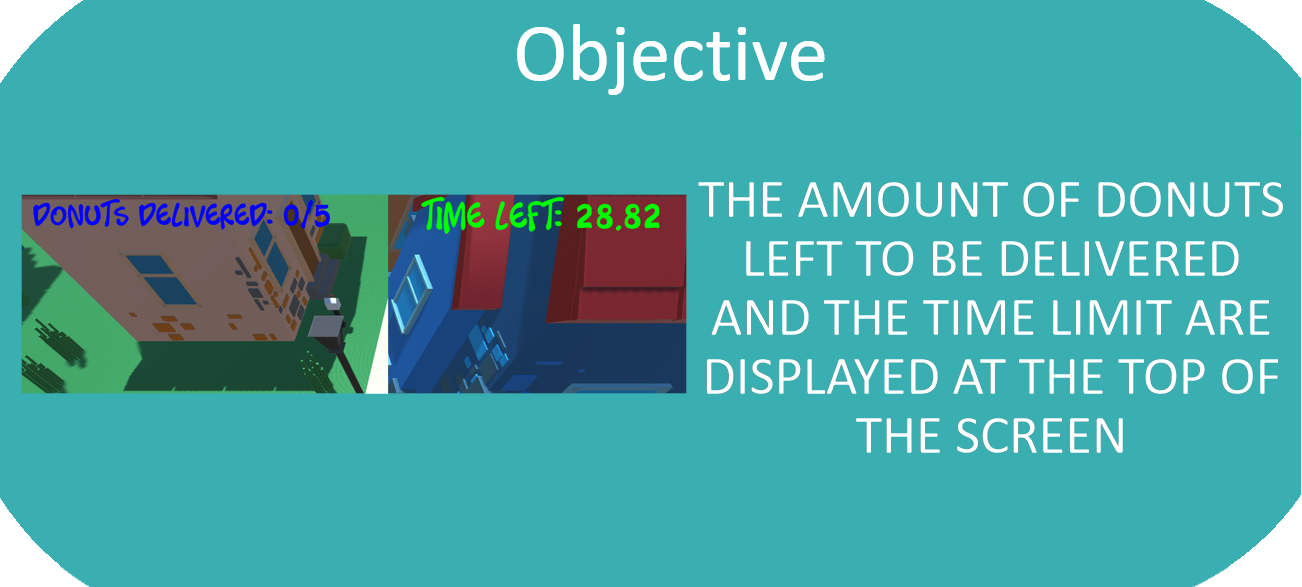 Objective
DONUTS DELIVERED: 0/5
TIME LEFT: 28.82
THE AMOUNT OF DONUTS
LEFT TO BE DELIVERED
AND THE TIME LIMIT ARE
DISPLAYED AT THE TOP OF
THE SCREEN